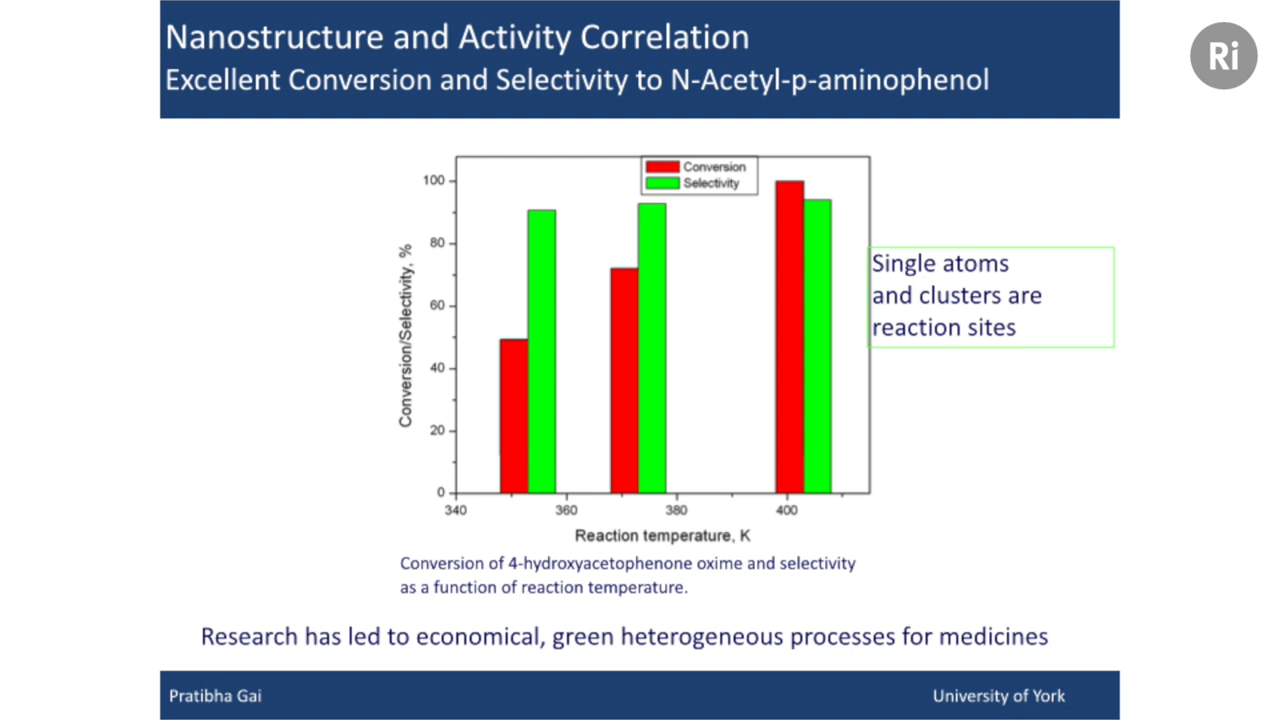 Nanostructure and Activity Correlation
Excellent Conversion and Selectivity to N-Acetyl-p-aminophenol
Ri
Conversion
Selectivity
100
80
60
40
20
0
Conversion/Selectivity, %
340 360 380 400
Reaction temperature, K
Single atoms
and clusters are
reaction sites
Conversion of 4-hydroxyacetophenone oxime and selectivity
as a function of reaction temperature.
Research has led to economical, green heterogeneous processes for medicines
Pratibha Gai University of York